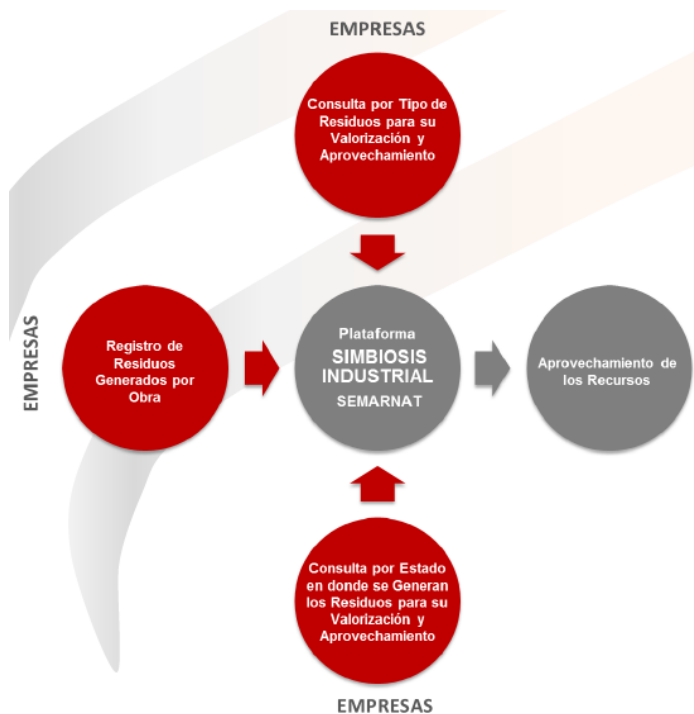 EMPRESAS
Consulta por Tipo de
Residuos para su
Valorización y
Aprovechamiento
EMPRESAS
Registro de
Residuos
Generados por
Obra
Plataforma
SIMBIOSIS
INDUSTRIAL
SEMARNAT
Aprovechamiento de
los Recursos
Consulta por Estado
en donde se Generan
los Residuos para su
Valorización y
Aprovechamiento
EMPRESAS